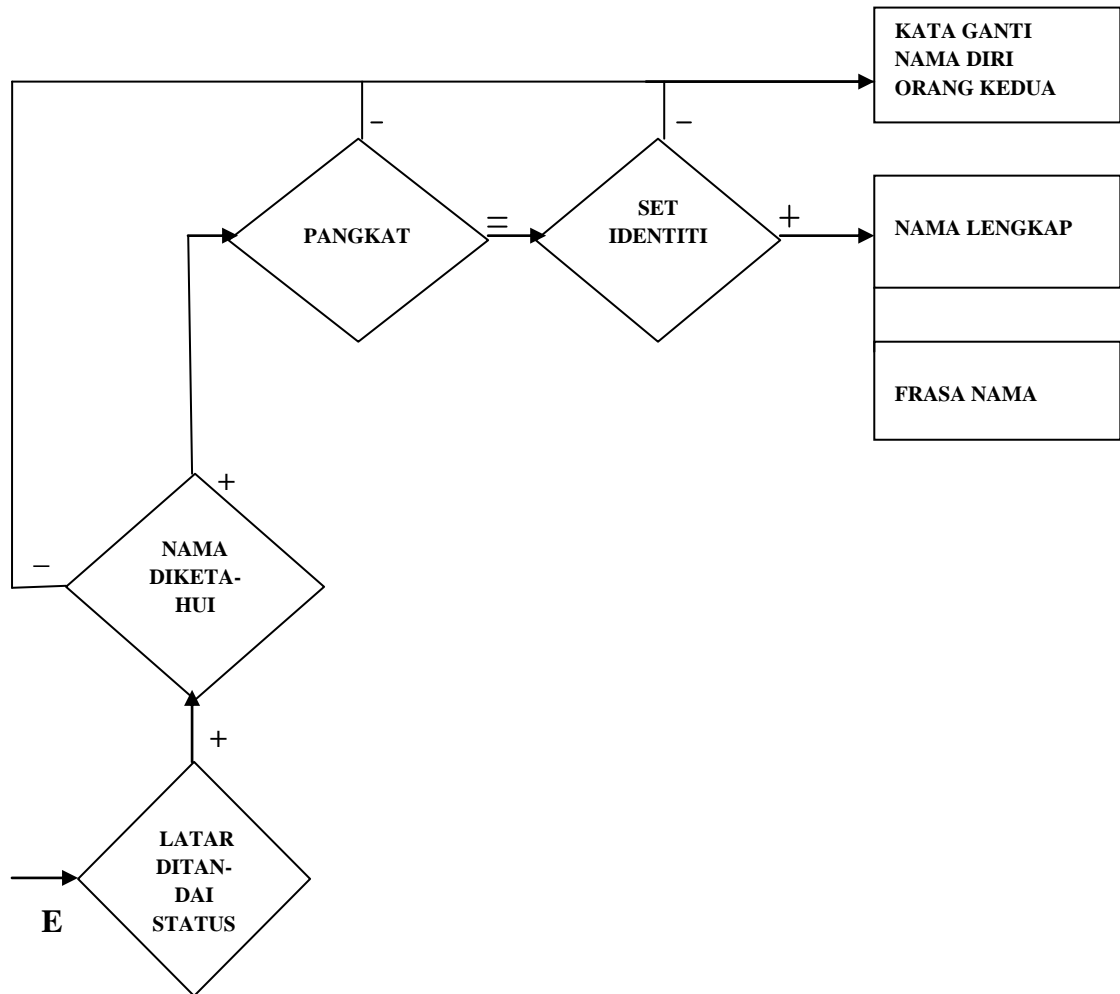 KATA GANTI
NAMA DIRI
ORANG KEDUA
–
–
PANGKAT
=
SET
IDENTITI
+
NAMA LENGKAP
FRASA NAMA
+
–
NAMA
DIKETA-
HUI
+
LATAR
DITAN-
DAI
STATUS
E